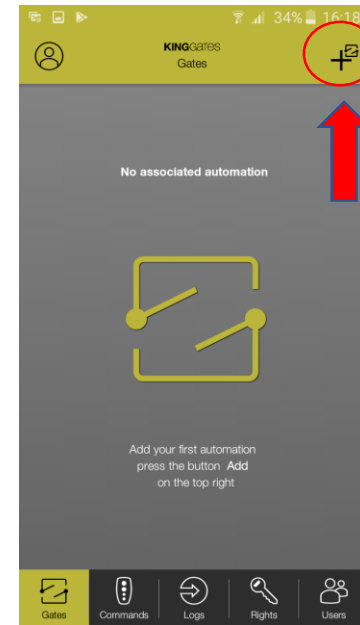 34% 16:18
KINGGATES
Gates
No associated automation
Add your first automation
press the button Add
on the top right
Gates Commands Logs Rights Users